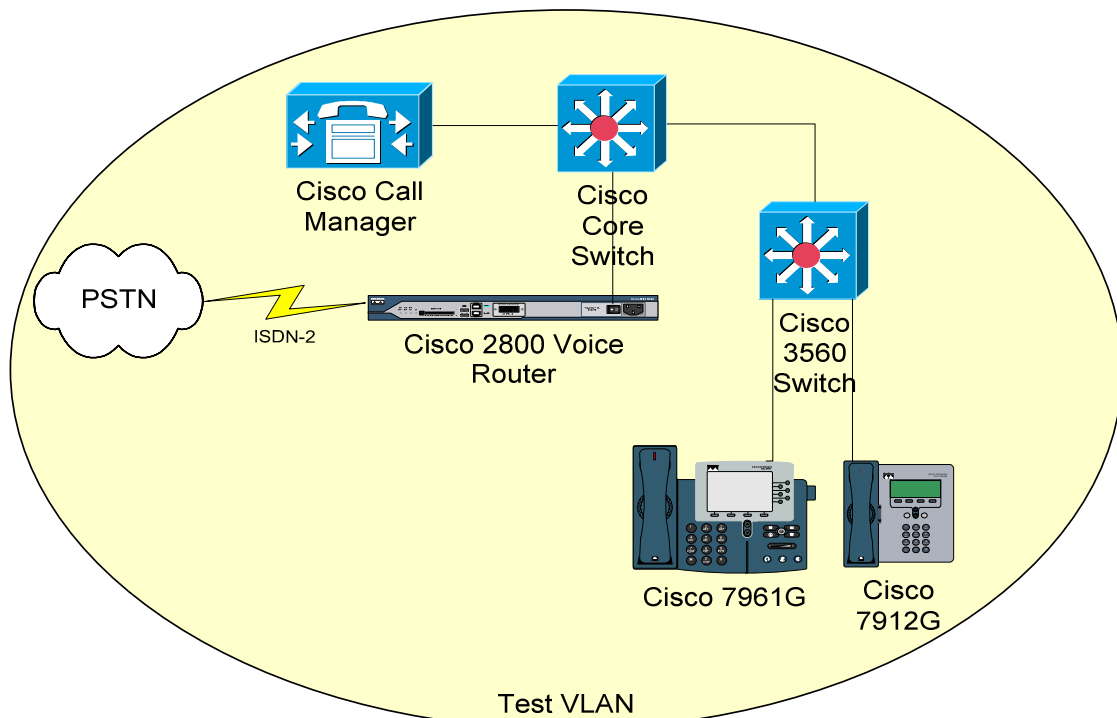 Cisco Call
Manager
Cisco
Core
Switch
PSTN
ISDN-2
Cisco 2800 Voice
Router
Cisco
3560
Switch
Cisco 7961G
Cisco
7912G
Test VLAN